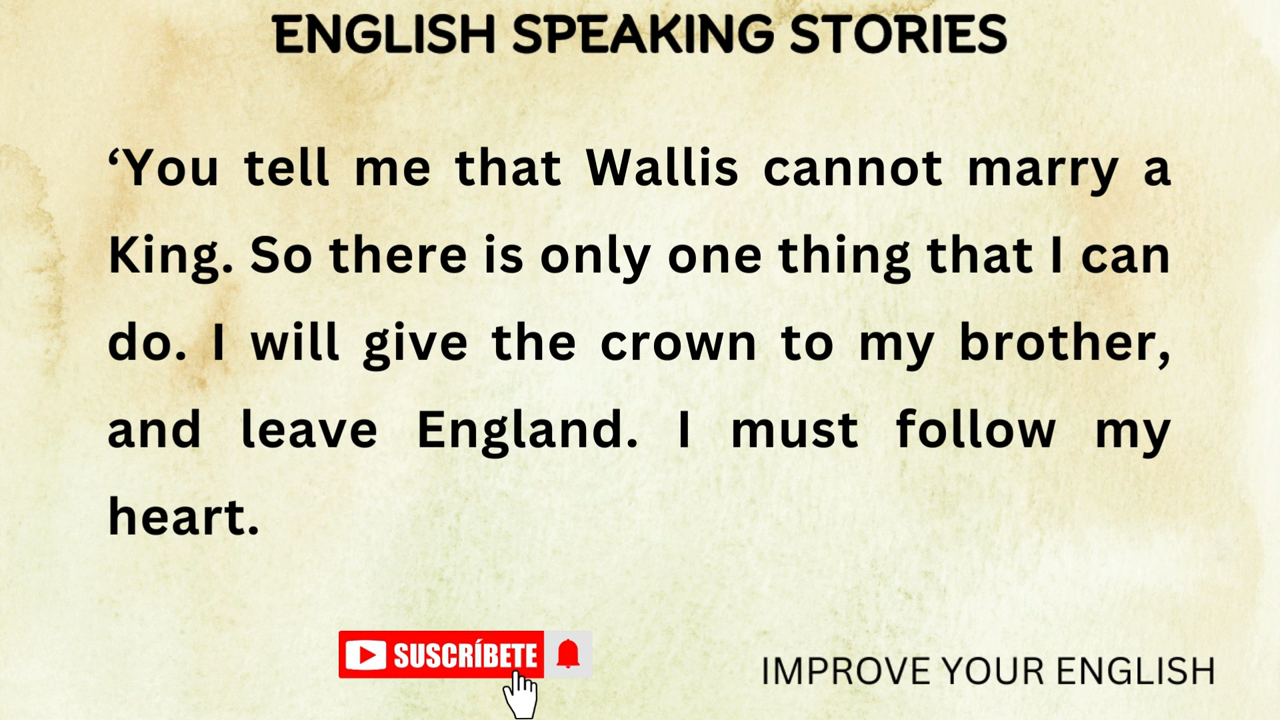 ENGLISH SPEAKING STORIES
‘You tell me that Wallis cannot marry a
King. So there is only one thing that I can
do. I will give the crown to my brother,
and leave England. I must follow my
heart.
SUSCRÍBETE
IMPROVE YOUR ENGLISH